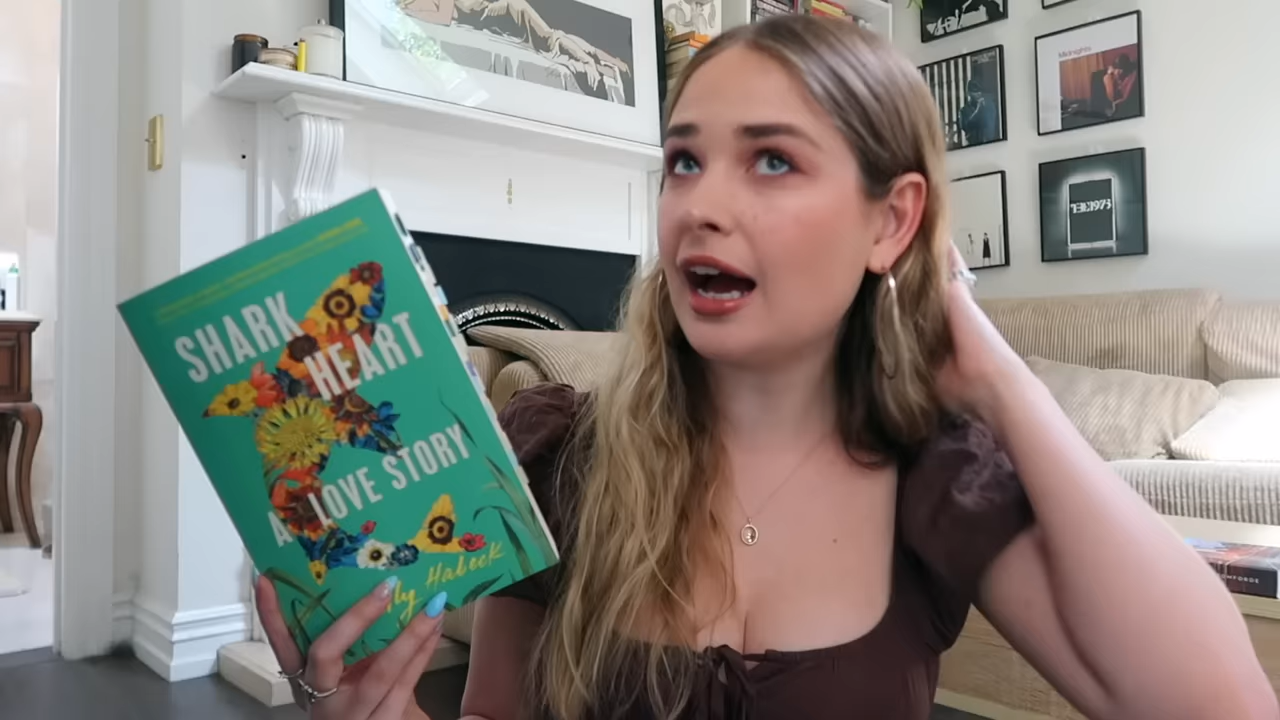 SHARK
HEART
A LOVE STORY
Habeck
Midnights
THE 1975